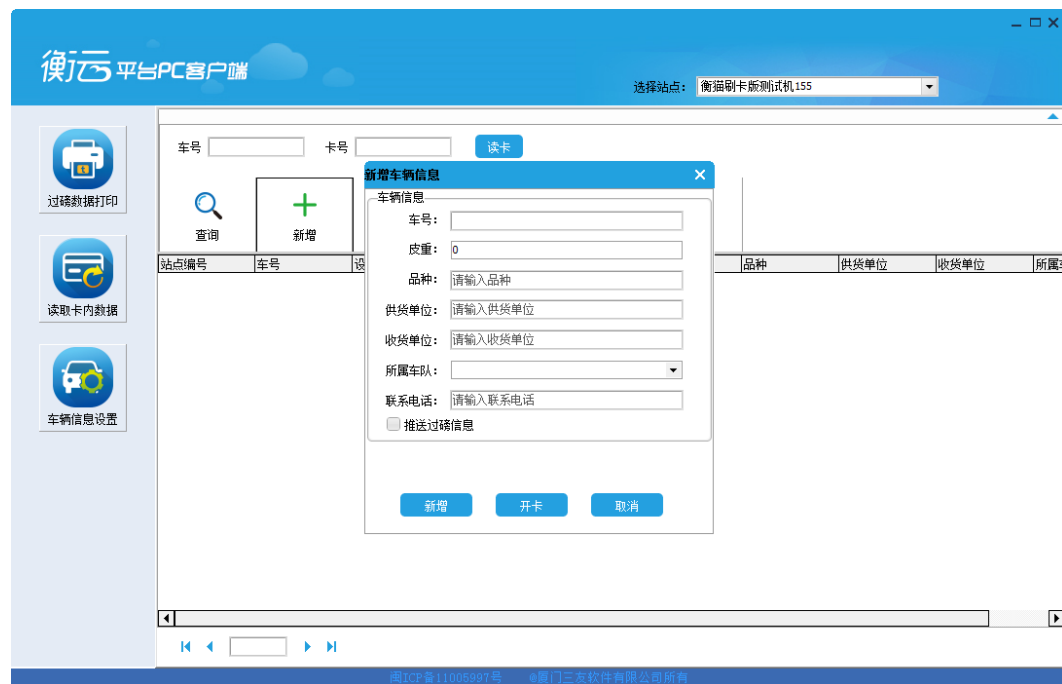 衡云平台PC客户端
选择站点： 衡猫刷卡版测试机155
车号 卡号 读卡
过磅数据打印
查询 新增
读取卡内数据
车辆信息设置
新增车辆信息
车辆信息
车号：
皮重： 0
品种： 请输入品种
供货单位： 请输入供货单位
收货单位： 请输入收货单位
所属车队：
联系电话： 请输入联系电话
推送过磅信息
新增 开卡 取消
站点编号 车号 设 品种 供货单位 收货单位 所属
闽ICP备11005997号 @厦门三友软件有限公司所有